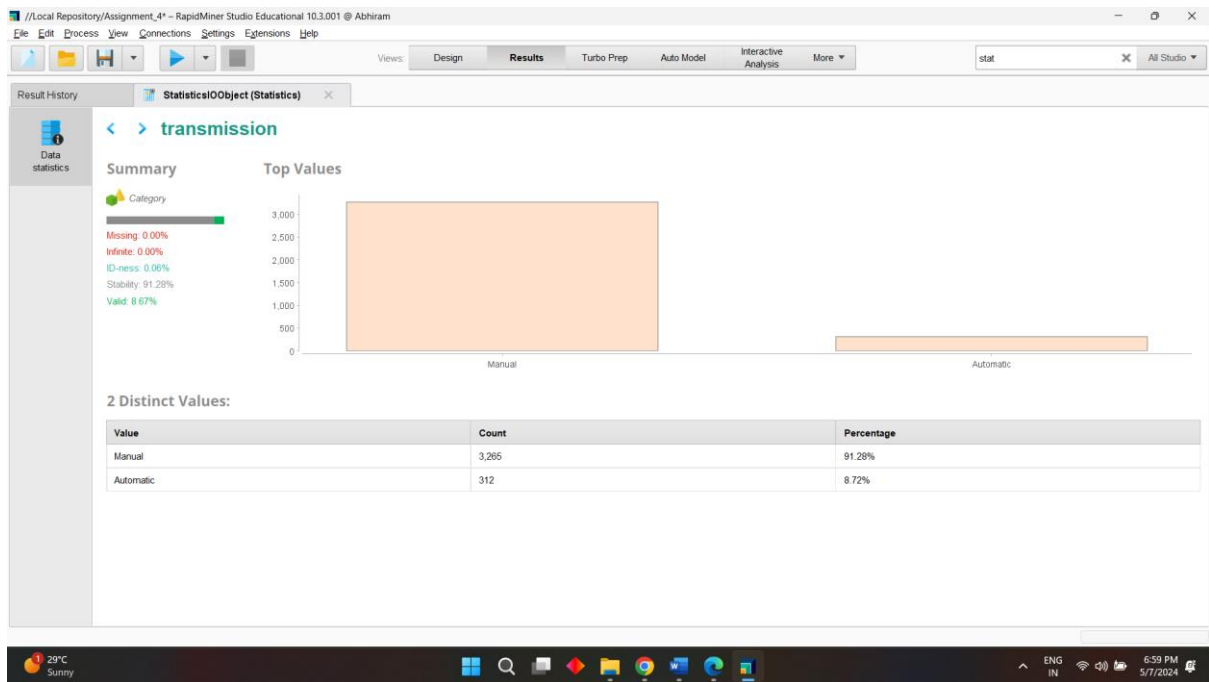 //Local Repository/Assignment_4* – RapidMiner Studio Educational 10.3.001 @ Abhiram
File Edit Process View Connections Settings Extensions Help
Views: Design Results Turbo Prep Auto Model Interactive Analysis More stat All Studio
Result History StatisticsIOObject (Statistics)
Data statistics
transmission
Summary
Category
Missing: 0.00%
Infinite: 0.00%
ID-ness: 0.06%
Stability: 91.28%
Valid: 8.67%
Top Values
3,000
2,500
2,000
1,500
1,000
500
0
Manual Automatic
2 Distinct Values:
Value Count Percentage
Manual 3,265 91.28%
Automatic 312 8.72%
1
29°C
Sunny
ENG
IN
6:59 PM
5/7/2024